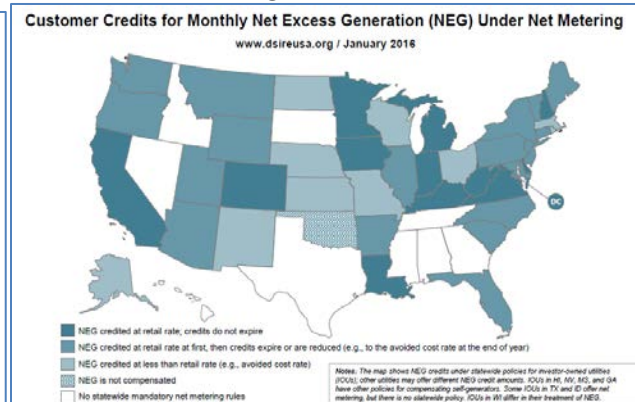 Customer Credits for Monthly Net Excess Generation (NEG) Under Net Metering
www.dsireusa.org / January 2016
DC
NEG credited at retail rate; credits do not expire
NEG credited at retail rate at first, then credits expire or are reduced (e.g., to the avoided cost rate at the end of year)
NEG credited at less than retail rate (e.g., avoided cost rate)
NEG is not compensated
No statewide mandatory net metering rules
Notes: The map shows NEG credits under statewide policies for investor-owned utilities
(IOUs); other utilities may offer different NEG credit amounts. IOUs in HI, NV, MS, and GA
have other policies for compensating self-generators. Some IOUs in TX and ID offer net
metering, but there is no statewide policy. IOUs in WI differ in their treatment of NEG.